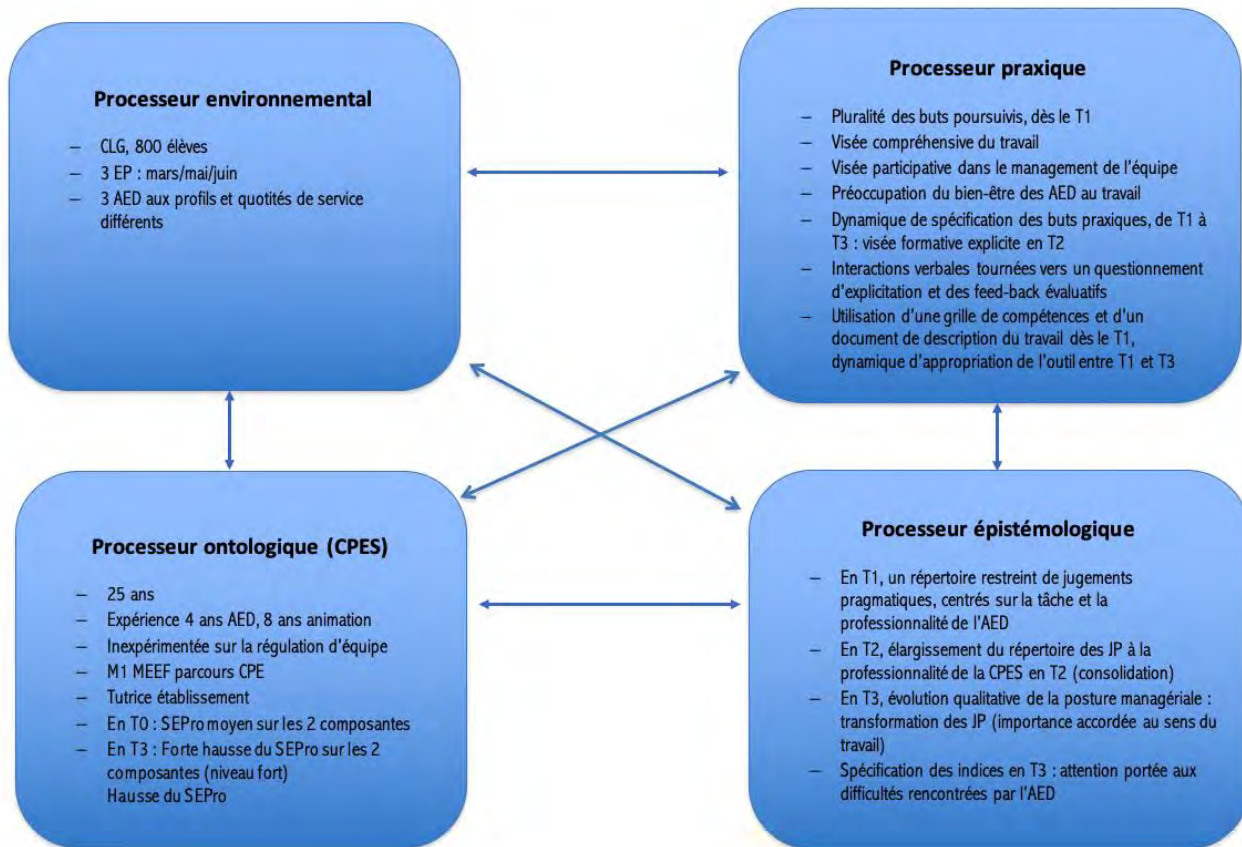 Processeur environnemental
– CLG, 800 élèves
– 3 EP : mars/mai/juin
– 3 AED aux profils et quotités de service
différents
Processeur praxique
– Pluralité des buts poursuivis, dès le T1
– Visée compréhensive du travail
– Visée participative dans le management de l’équipe
– Préoccupation du bien-être des AED au travail
– Dynamique de spécification des buts praxiques, de T1 à
T3 : visée formative explicite en T2
– Interactions verbales tournées vers un questionnement
d’explicitation et des feed-back évaluatifs
– Utilisation d’une grille de compétences et d’un
document de description du travail dès le T1,
dynamique d’appropriation de l’outil entre T1 et T3
Processeur ontologique (CPES)
– 25 ans
– Expérience 4 ans AED, 8 ans animation
– Inexpérimentée sur la régulation d’équipe
– M1 MEEF parcours CPE
– Tutrice établissement
– En T0 : SEPro moyen sur les 2 composantes
– En T3 : Forte hausse du SEPro sur les 2
composantes (niveau fort)
Hausse du SEPro
Processeur épistémologique
– En T1, un répertoire restreint de jugements
pragmatiques, centrés sur la tâche et la
professionnalité de l’AED
– En T2, élargissement du répertoire des JP à la
professionnalité de la CPES en T2 (consolidation)
– En T3, évolution qualitative de la posture managériale :
transformation des JP (importance accordée au sens du
travail)
– Spécification des indices en T3 : attention portée aux
difficultés rencontrées par l’AED